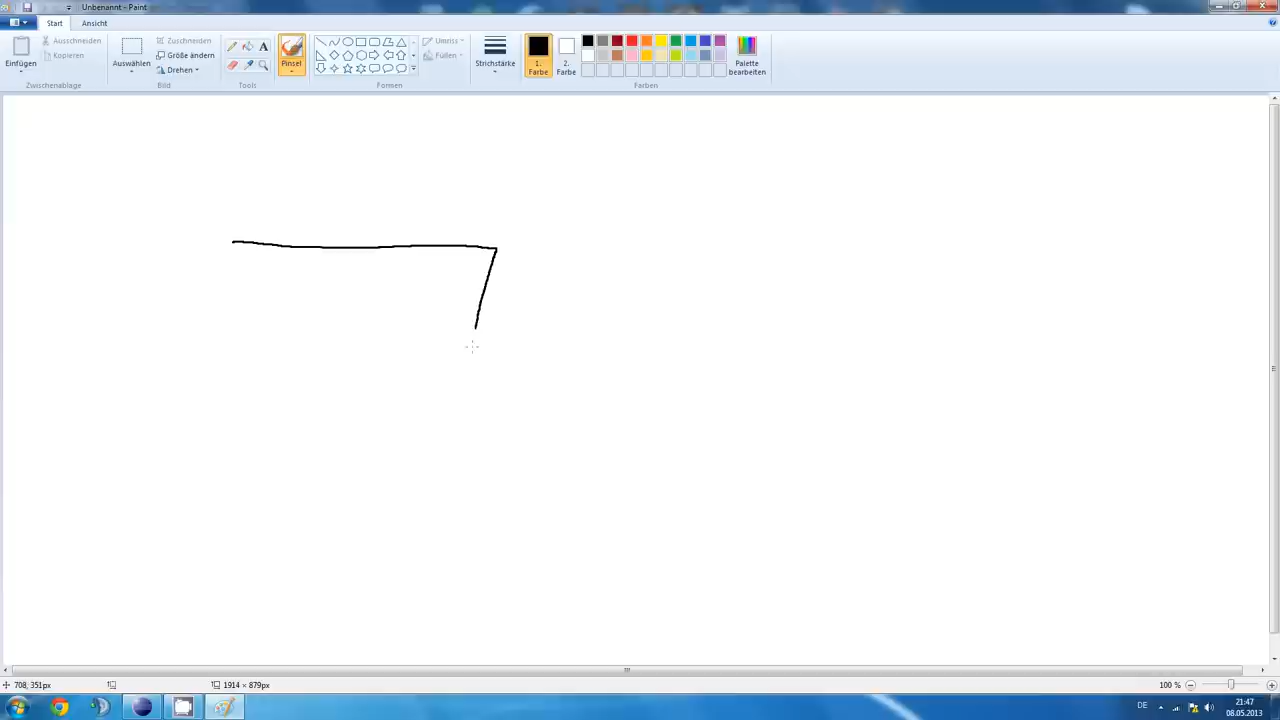 Unbenannt - Paint
Start Ansicht
Einfügen
Ausschneiden
Kopieren
Zwischenablage
Auswählen
Zuschneiden
Größe ändern
Drehen
Bild
A
Tools
Pinsel
Umriss
Füllen
Formen
Strichstärke
1. Farbe
2. Farbe
Palette bearbeiten
Farben
708, 351px
1914 × 879px
100 %
DE
21:47
08.05.2013